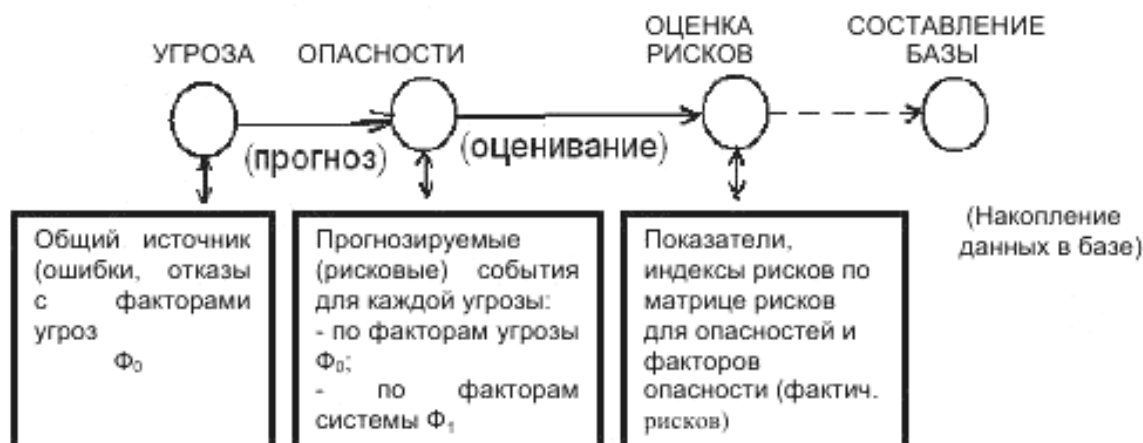 УГРОЗА
ОПАСНОСТИ
ОЦЕНКА
РИСКОВ
СОСТАВЛЕНИЕ
БАЗЫ
(прогноз)
(оценивание)
Общий источник
(ошибки, отказы
с факторами
угроз
Ф₀
Прогнозируемые
(рисковые) события
для каждой угрозы:
- по факторам угрозы
Ф₀;
- по факторам
системы Ф₁
Показатели,
индексы рисков по
матрице рисков
для опасностей и
факторов
опасности (фактич.
рисков)
(Накопление
данных в базе)